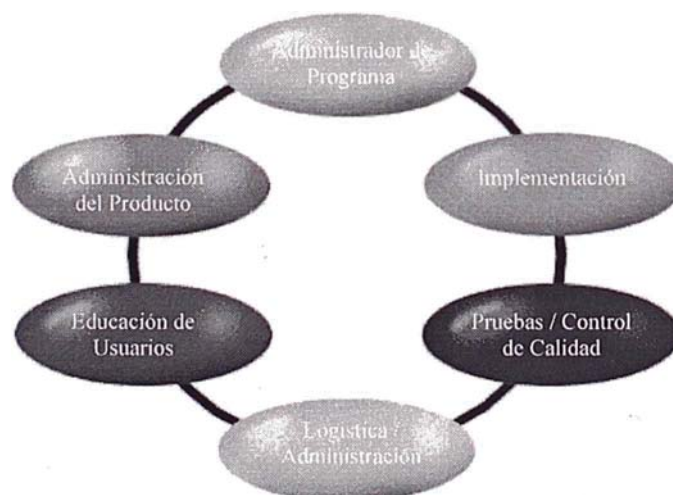 Administrador de
Programa
Administración
del Producto
Implementación
Educación de
Usuarios
Pruebas / Control
de Calidad
Logística /
Administración